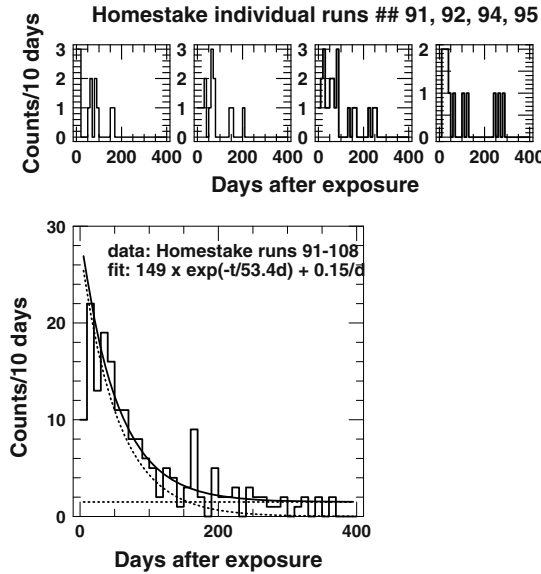 Homestake individual runs ## 91, 92, 94, 95
Counts/10 days
3
2
1
0
3
2
1
0
3
2
1
0
2
1
0
0 200 400 0 200 400 0 200 400 0 200 400
Days after exposure
30
20
10
0
data: Homestake runs 91-108
fit: 149 x exp(-t/53.4d) + 0.15/d
Counts/10 days
0 200 400
Days after exposure